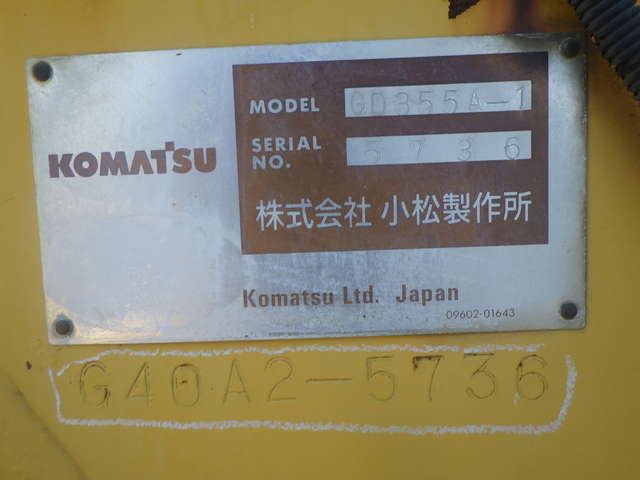 KOMATSU
MODEL GD355A-1
SERIAL NO. 5736
株式会社 小松製作所
Komatsu Ltd. Japan
09602-01643
G40A2-5736